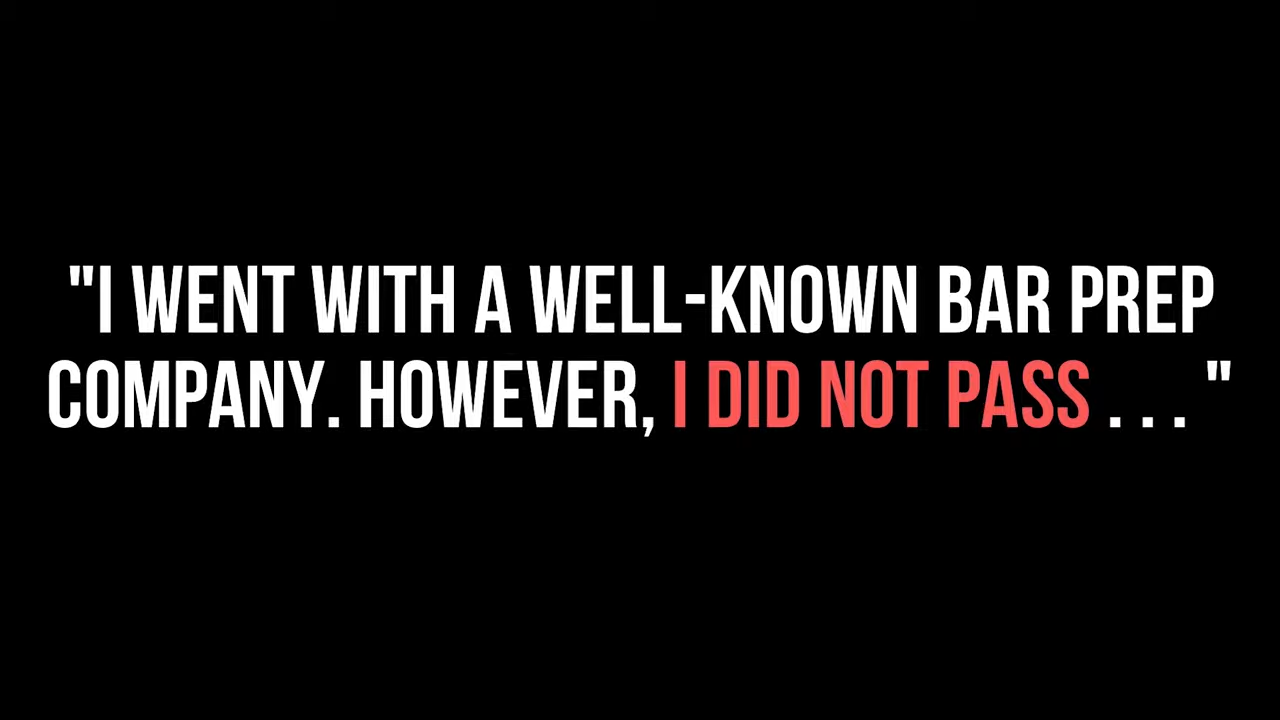 "I WENT WITH A WELL-KNOWN BAR PREP
COMPANY. HOWEVER, I DID NOT PASS . . . "